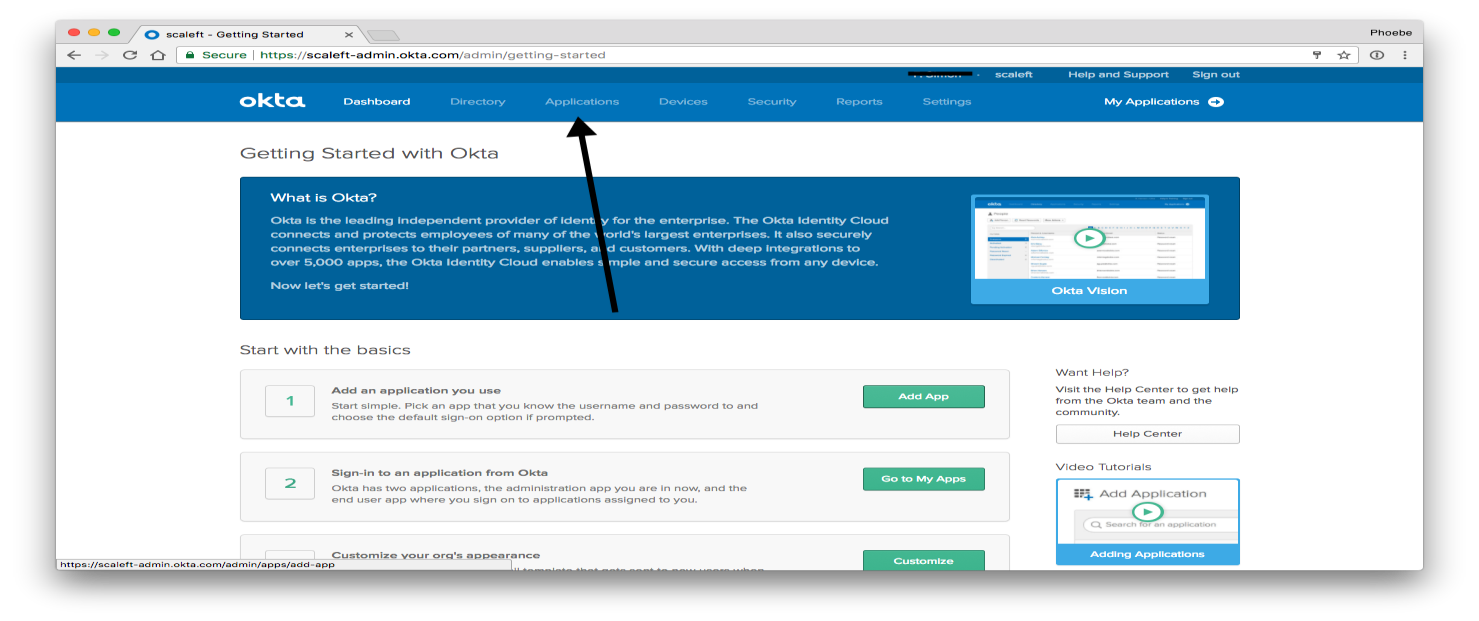 scaleft - Getting Started
Phoebe
Secure | https://scaleft-admin.okta.com/admin/getting-started
scaleft Help and Support Sign out
okta Dashboard Directory Applications Devices Security Reports Settings My Applications
Getting Started with Okta
What is Okta?
Okta is the leading independent provider of identity for the enterprise. The Okta Identity Cloud
connects and protects employees of many of the world's largest enterprises. It also securely
connects enterprises to their partners, suppliers, and customers. With deep integrations to
over 5,000 apps, the Okta Identity Cloud enables simple and secure access from any device.
Now let's get started!
Okta Vision
Start with the basics
1
Add an application you use
Start simple. Pick an app that you know the username and password to and
choose the default sign-on option if prompted.
Add App
2
Sign-in to an application from Okta
Okta has two applications, the administration app you are in now, and the
end user app where you sign on to applications assigned to you.
Go to My Apps
Customize your org's appearance
template that gets sent to new users when
Customize
Want Help?
Visit the Help Center to get help
from the Okta team and the
community.
Help Center
Video Tutorials
Add Application
Search for an application
Adding Applications
https://scaleft-admin.okta.com/admin/apps/add-app